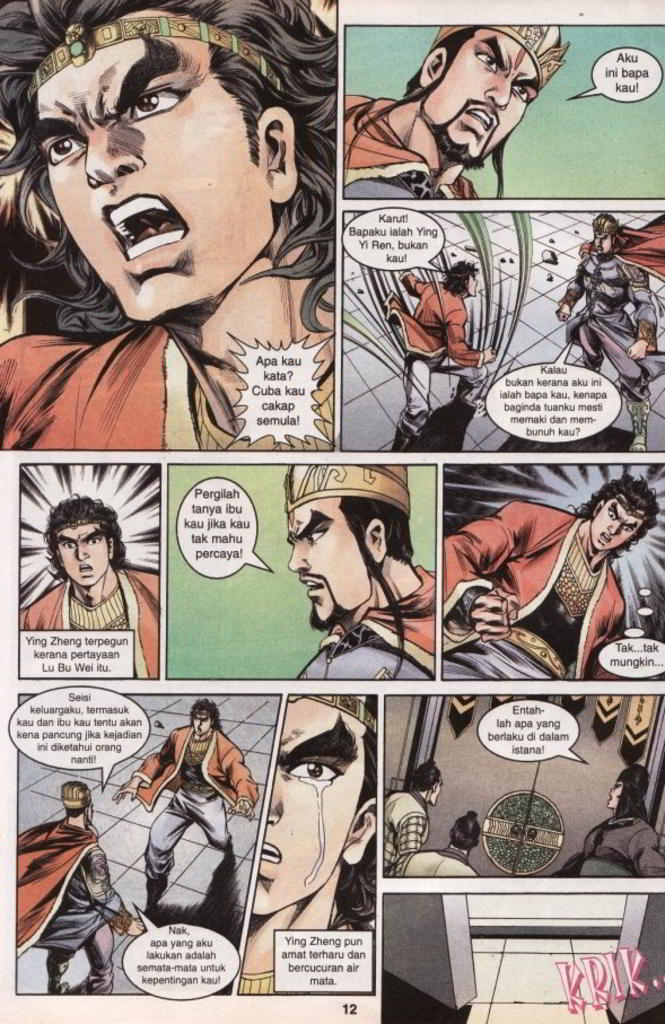 Apa kau
kata?
Cuba kau
cakap
semula!
Aku
ini bapa
kau!
Karut!
Bapaku ialah Ying
Yi Ren, bukan
kau!
Kalau
bukan kerana aku ini
ialah bapa kau, kenapa
baginda tuanku mesti
memaki dan mem-
bunuh kau?
Ying Zheng terpegun
kerana pertayaan
Lu Bu Wei itu.
Pergilah
tanya ibu
kau jika kau
tak mahu
percaya!
Tak...tak
mungkin...
Seisi
keluargaku, termasuk
kau dan ibu kau tentu akan
kena pancung jika kejadian
ini diketahui orang
nanti!
Nak,
apa yang aku
lakukan adalah
semata-mata untuk
kepentingan kau!
Ying Zheng pun
amat terharu dan
bercucuran air
mata.
Entah-
lah apa yang
berlaku di dalam
istana!
KRIK..
12